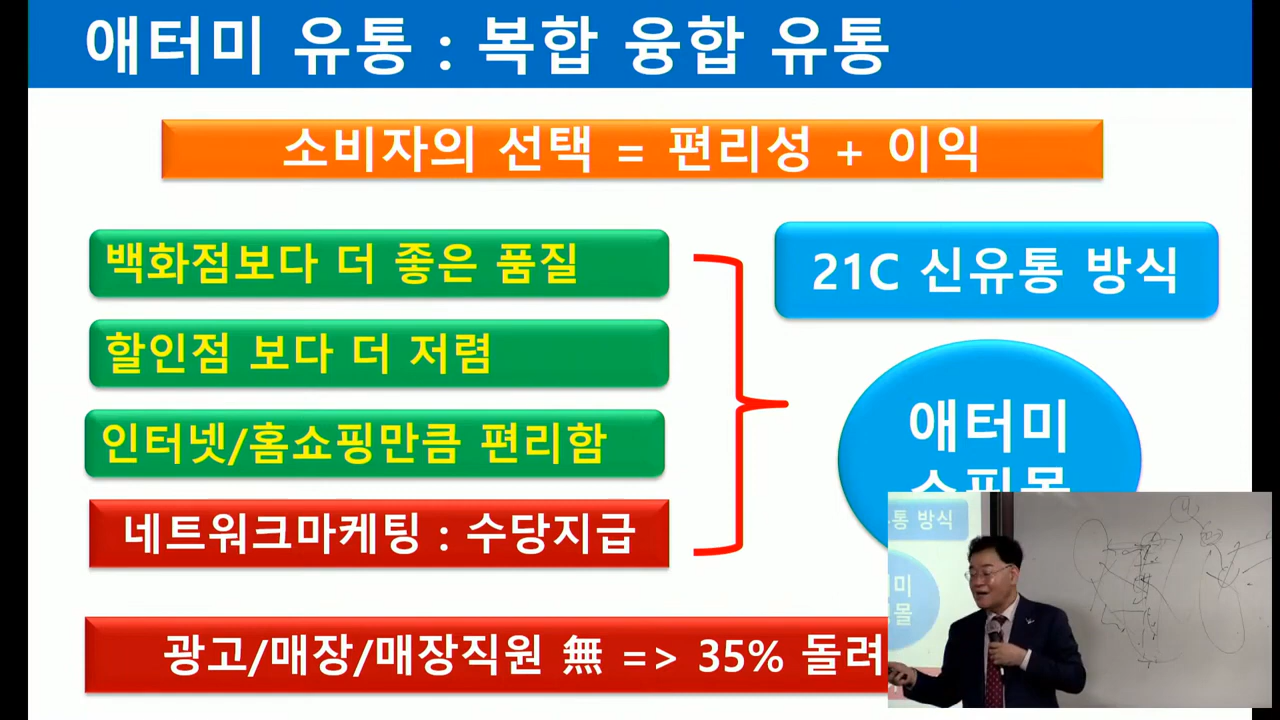 애터미 유통 : 복합 융합 유통
소비자의 선택 = 편리성 + 이익
백화점보다 더 좋은 품질
할인점 보다 더 저렴
인터넷/홈쇼핑만큼 편리함
네트워크마케팅 : 수당지급
21C 신유통 방식
애터미
쇼핑몰
광고/매장/매장직원 無 => 35% 돌려
통 방식
미
몰